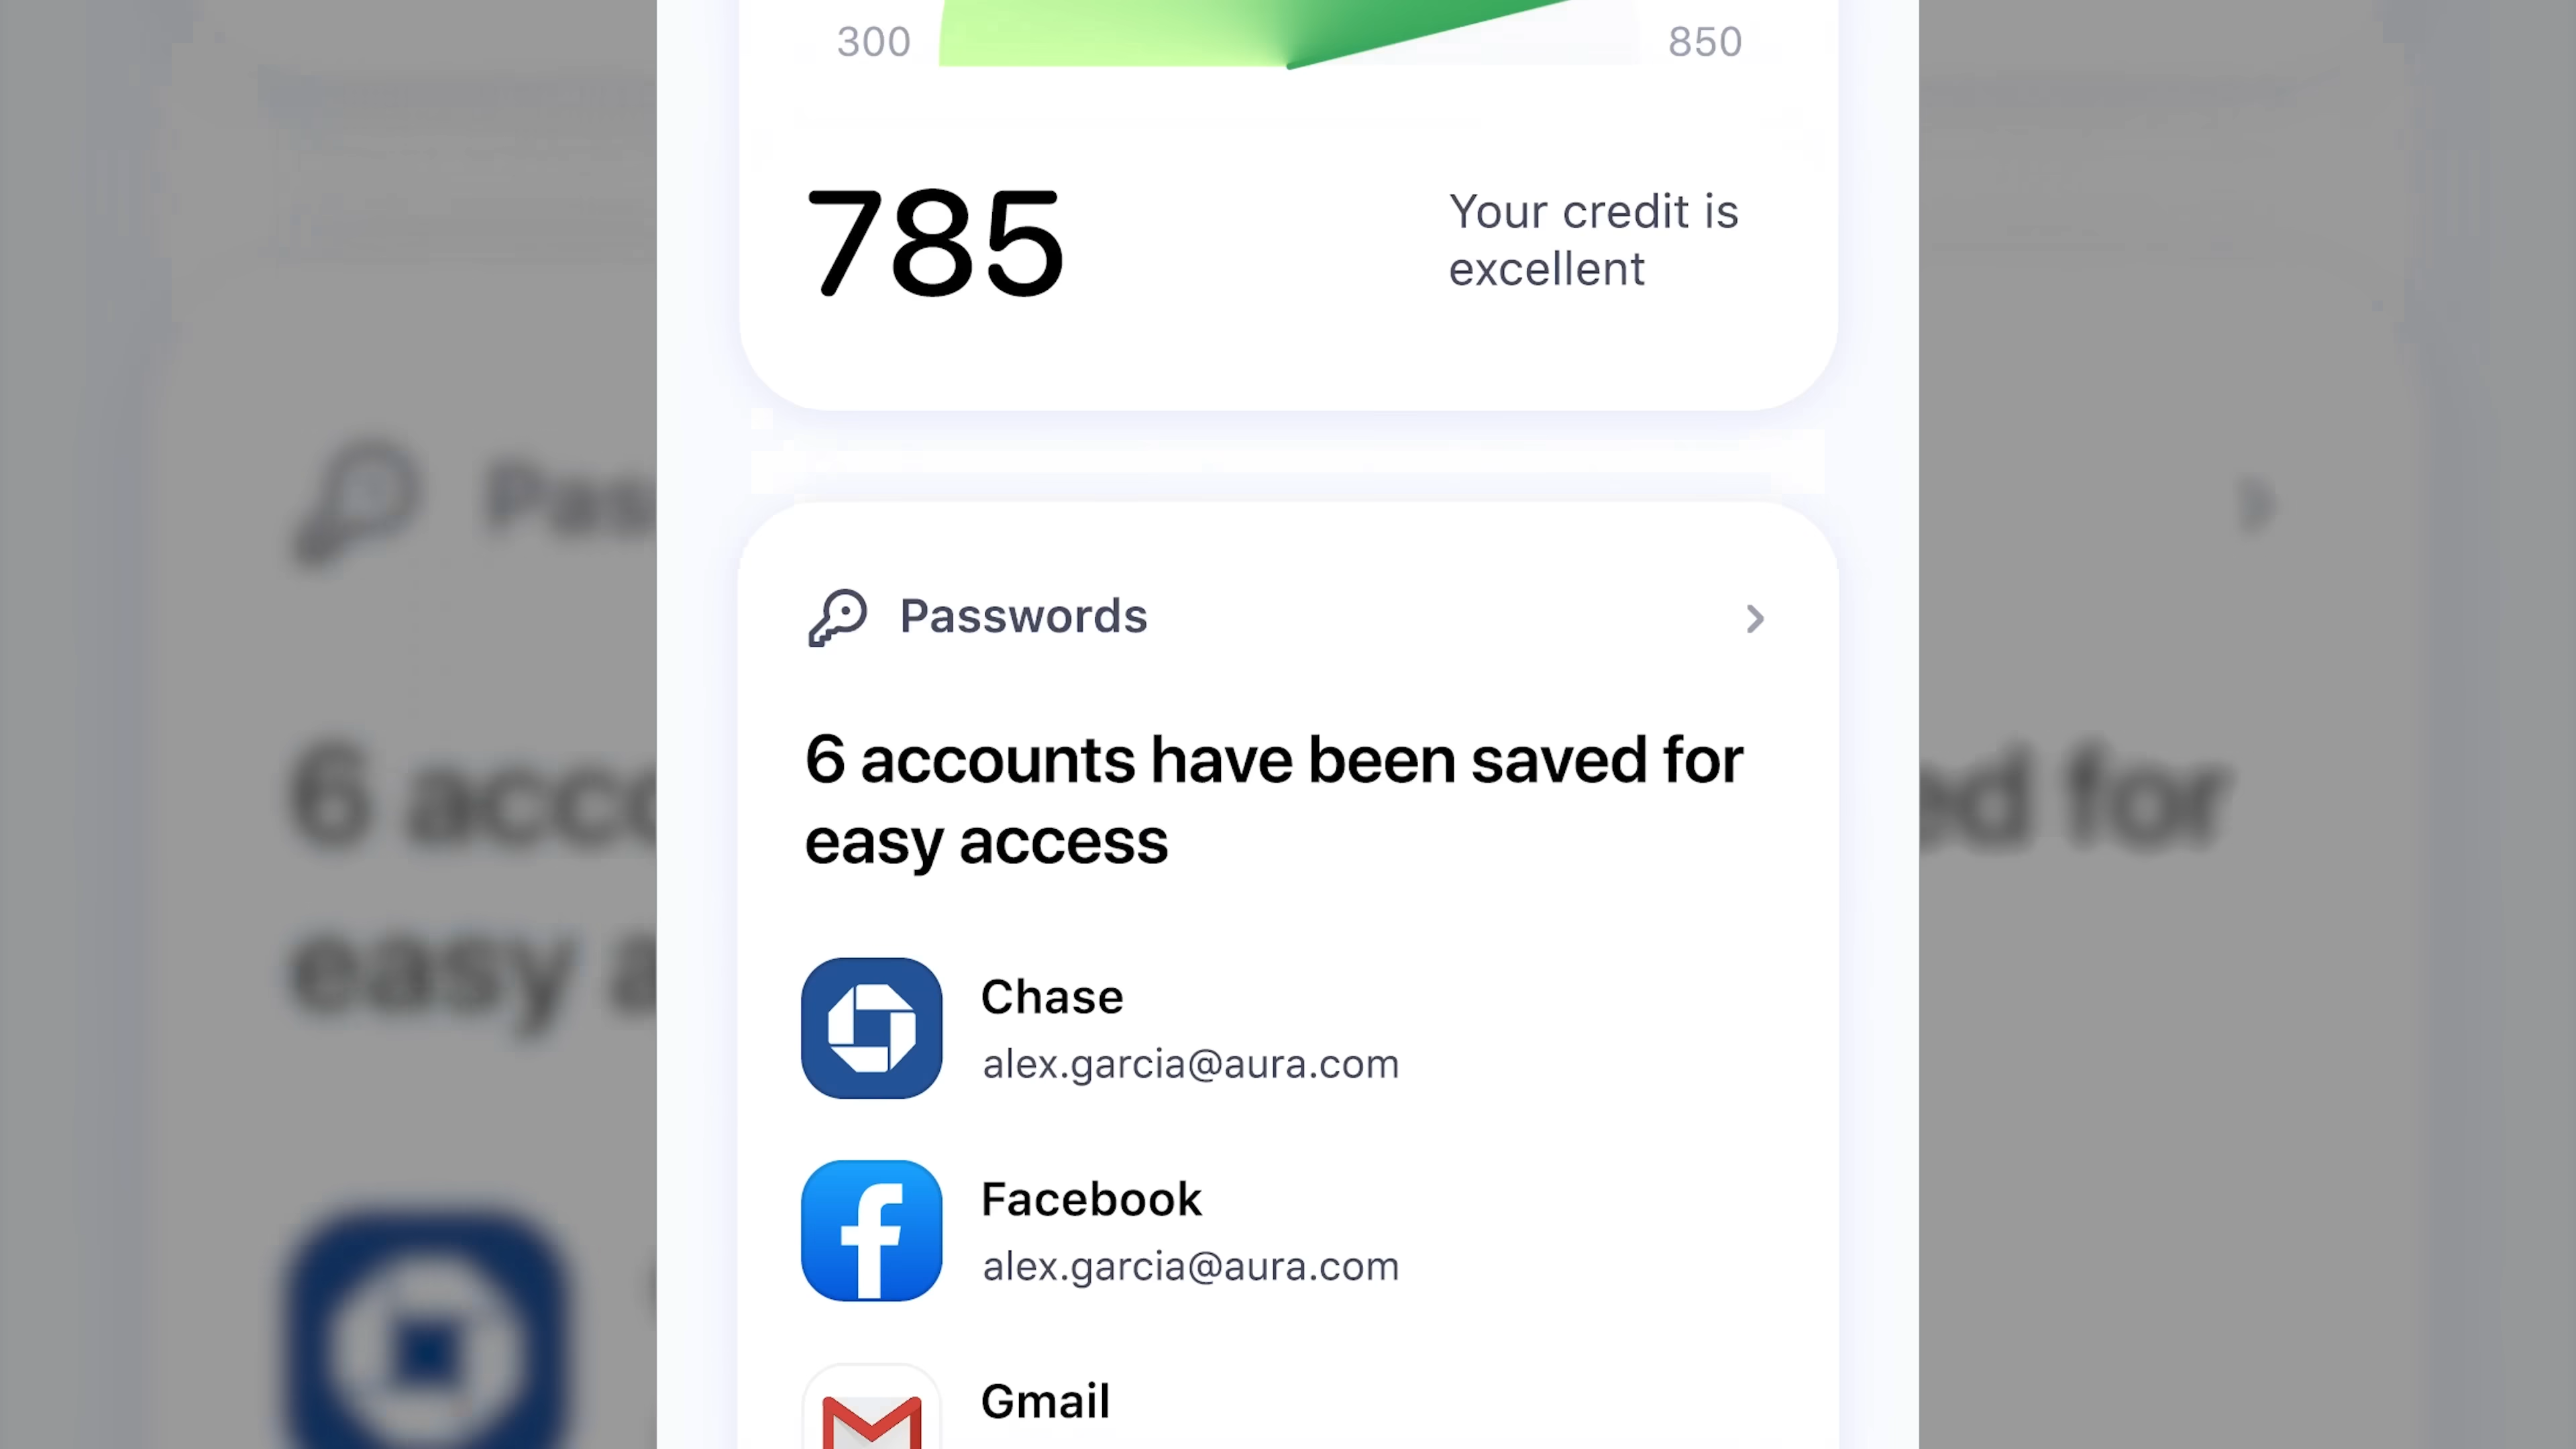 300
850
785
Your credit is
excellent
Passwords
6 accounts have been saved for
easy access
Chase
alex.garcia@aura.com
Facebook
alex.garcia@aura.com
Gmail